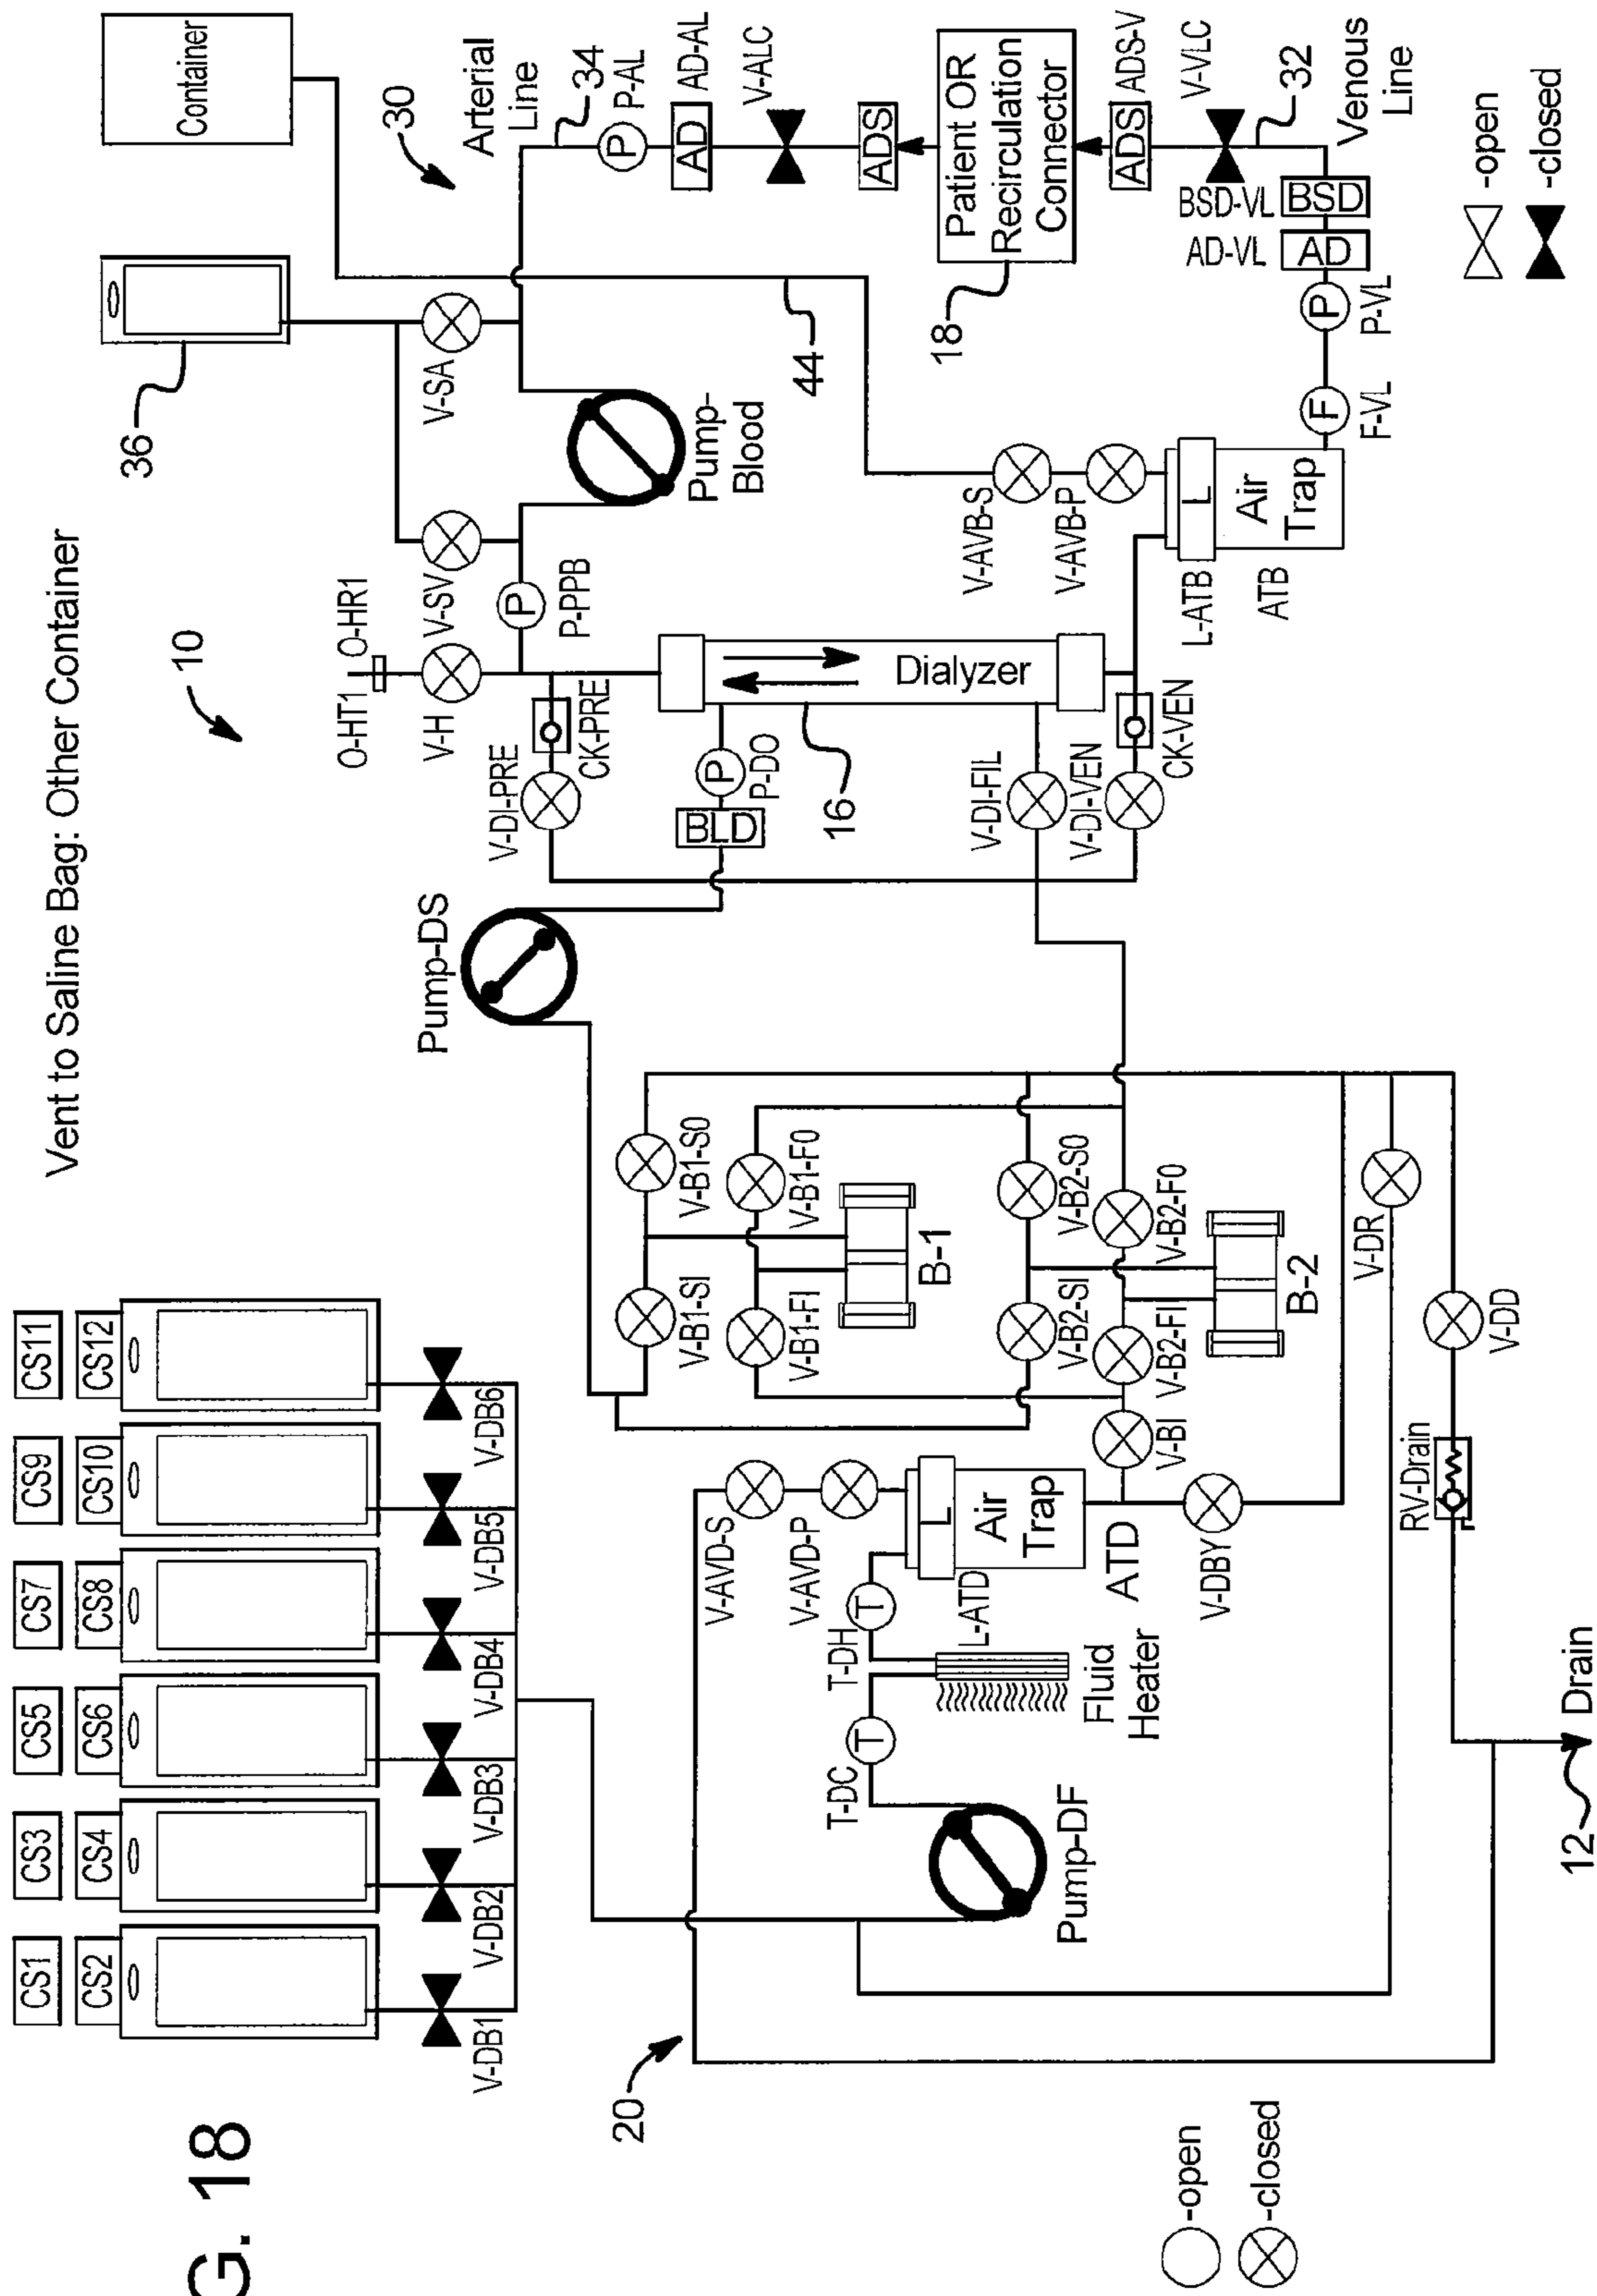 G. 18
Vent to Saline Bag: Other Container
CS1
CS2
CS3
CS4
CS5
CS6
CS7
CS8
CS9
CS10
CS11
CS12
V-DB1
V-DB2
V-DB3
V-DB4
V-DB5
V-DB6
10
36
Container
30
Arterial
Line
34
P
P-AL
AD
AD-AL
V-ALC
ADS
Patient OR
Recirculation
Connector
18
ADS
ADS-V
V-VLC
32
Venous
Line
BSD-VL
BSD
AD-VL
AD
P
P-VL
F
F-VL
44
V-SA
V-SV
Pump-
Blood
O-HT1
O-HR1
V-H
P
P-PPB
V-DI-PRE
CK-PRE
Dialyzer
16
P
P-DO
BLD
V-DI-FIL
V-DI-VEN
CK-VEN
V-AVB-S
V-AVB-P
L
Air
Trap
L-ATB
ATB
Pump-DS
V-B1-S0
V-B1-SI
V-B1-F0
V-B1-FI
B-1
V-B2-S0
V-B2-SI
V-B2-F0
V-B2-FI
B-2
V-BI
V-DR
V-DD
RV-Drain
V-AVD-S
V-AVD-P
L
Air
Trap
L-ATD
ATD
V-DBY
T
T-DH
T
T-DC
Fluid
Heater
Pump-DF
20
12
Drain
-open
-closed
-open
-closed